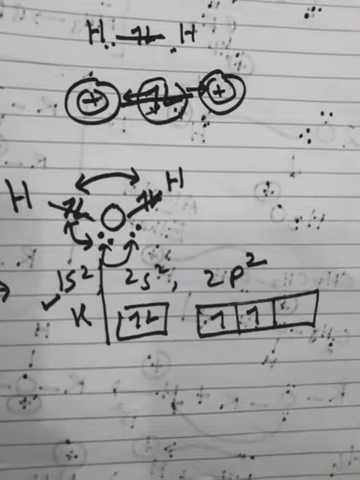 H ⥮ H
+ ⥮ +
H ⥮ O ⥮ H
1s², 2s², 2p²
K | ⥮ | ↿ | ↿ | |